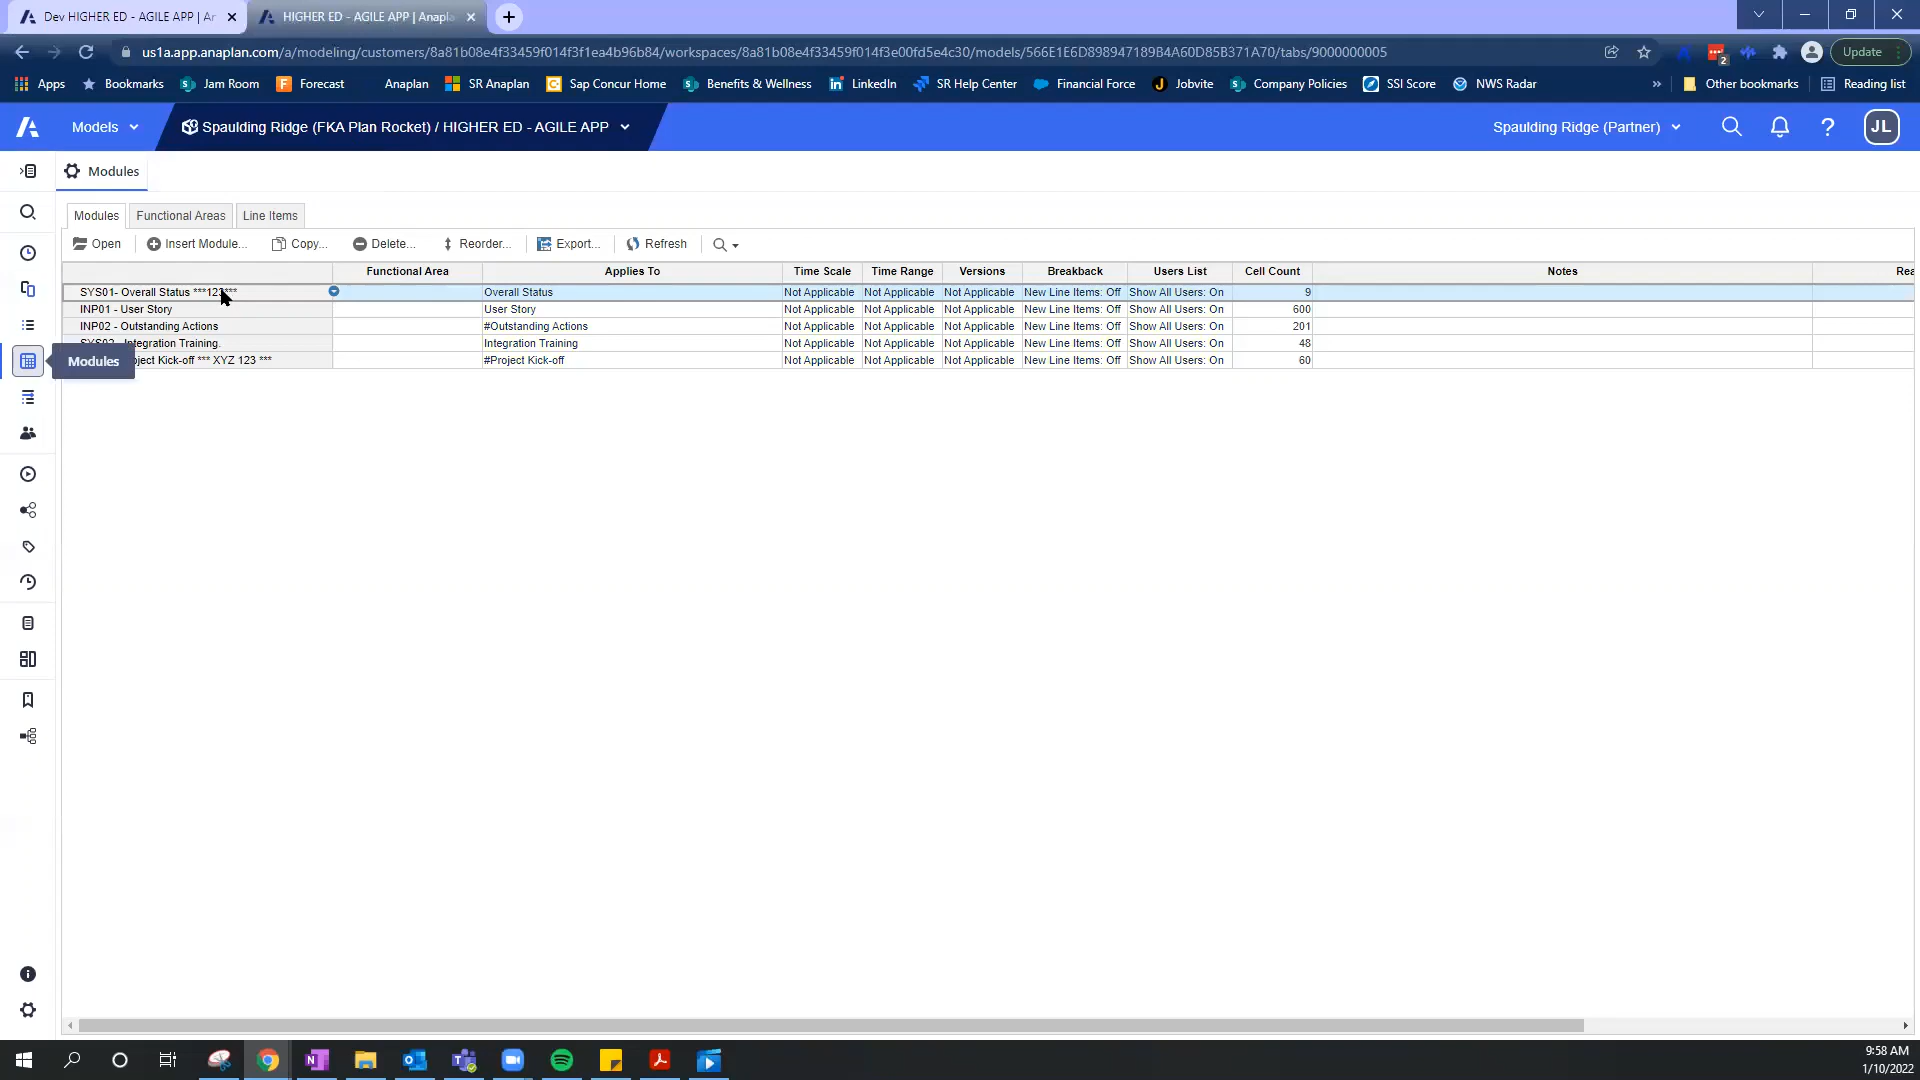 Dev HIGHER ED - AGILE APP | Ar
HIGHER ED - AGILE APP | Anapla
us1a.app.anaplan.com/a/modeling/customers/8a81b08e4f33459f014f3f1ea4b96b84/workspaces/8a81b08e4f33459f014f3e00fd5e4c30/models/566E1E6D898947189B4A60D85B371A70/tabs/9000000005
2
Update
Apps Bookmarks Jam Room Forecast Anaplan SR Anaplan Sap Concur Home Benefits & Wellness LinkedIn SR Help Center Financial Force Jobvite Company Policies SSI Score NWS Radar » Other bookmarks Reading list
Models Spaulding Ridge (FKA Plan Rocket) / HIGHER ED - AGILE APP Spaulding Ridge (Partner) JL
Modules
Modules Functional Areas Line Items
Open Insert Module... Copy... Delete... Reorder... Export... Refresh
Functional Area Applies To Time Scale Time Range Versions Breakback Users List Cell Count Notes Rea
SYS01- Overall Status ***123*** Overall Status Not Applicable Not Applicable Not Applicable New Line Items: Off Show All Users: On 9
INP01 - User Story User Story Not Applicable Not Applicable Not Applicable New Line Items: Off Show All Users: On 600
INP02 - Outstanding Actions #Outstanding Actions Not Applicable Not Applicable Not Applicable New Line Items: Off Show All Users: On 201
SYS02 - Integration Training. Integration Training Not Applicable Not Applicable Not Applicable New Line Items: Off Show All Users: On 48
Kick-off *** XYZ 123 *** #Project Kick-off Not Applicable Not Applicable Not Applicable New Line Items: Off Show All Users: On 60
Modules
9:58 AM
1/10/2022